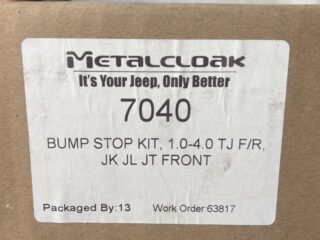 METALCLOAK
It's Your Jeep, Only Better
7040
BUMP STOP KIT, 1.0-4.0 TJ F/R,
JK JL JT FRONT
Packaged By:13 Work Order:63817